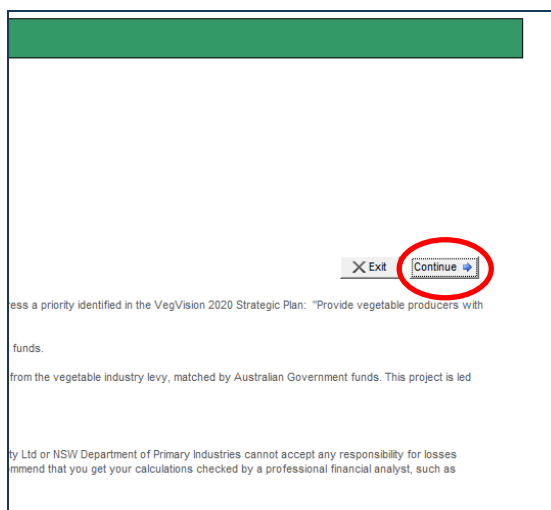 Exit Continue
ress a priority identified in the VegVision 2020 Strategic Plan: "Provide vegetable producers with
funds.
from the vegetable industry levy, matched by Australian Government funds. This project is led
ty Ltd or NSW Department of Primary Industries cannot accept any responsibility for losses
ommend that you get your calculations checked by a professional financial analyst, such as